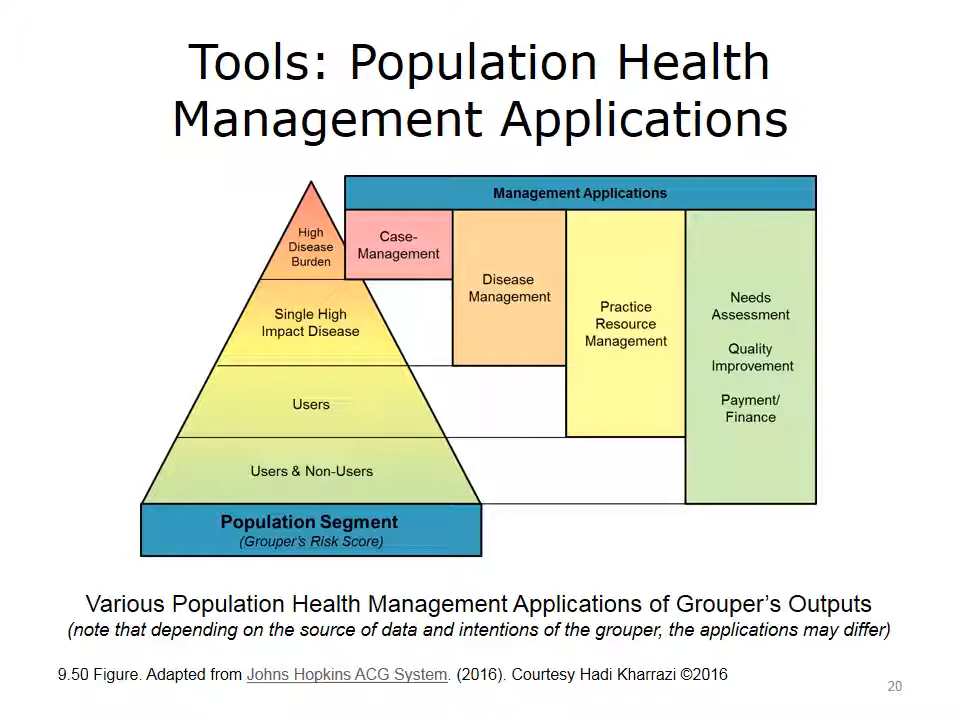 Tools: Population Health
Management Applications
Management Applications
High
Disease
Burden
Case-
Management
Disease
Management
Practice
Resource
Management
Needs
Assessment
Quality
Improvement
Payment/
Finance
Single High
Impact Disease
Users
Users & Non-Users
Population Segment
(Grouper's Risk Score)
Various Population Health Management Applications of Grouper's Outputs
(note that depending on the source of data and intentions of the grouper, the applications may differ)
9.50 Figure. Adapted from Johns Hopkins ACG System. (2016). Courtesy Hadi Kharrazi ©2016
20